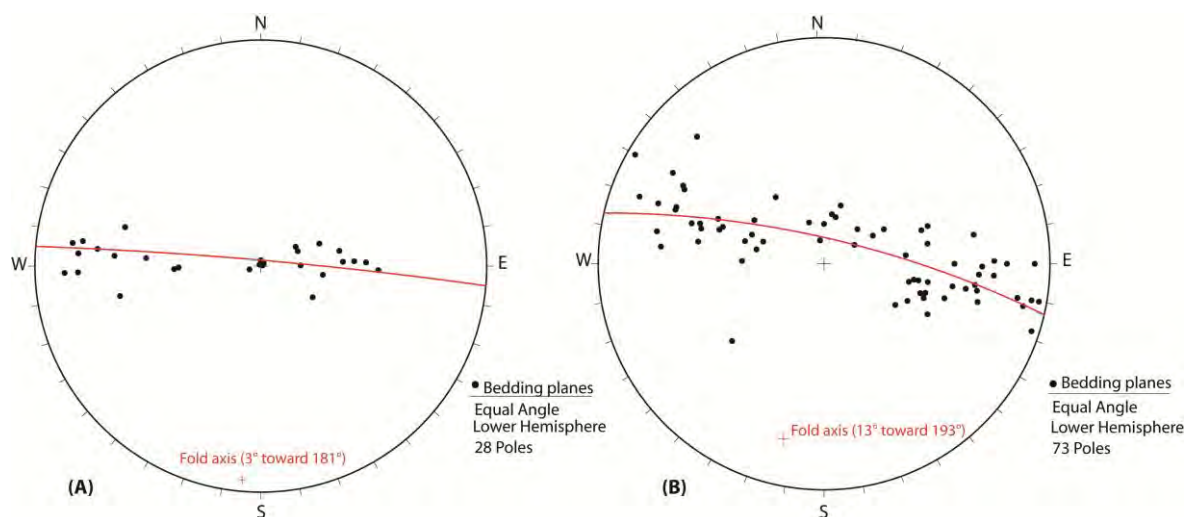 N
W
E
Bedding planes
Equal Angle
Lower Hemisphere
28 Poles
Fold axis (3° toward 181°)
(A)
S
N
W
E
Bedding planes
Equal Angle
Lower Hemisphere
73 Poles
Fold axis (13° toward 193°)
(B)
S